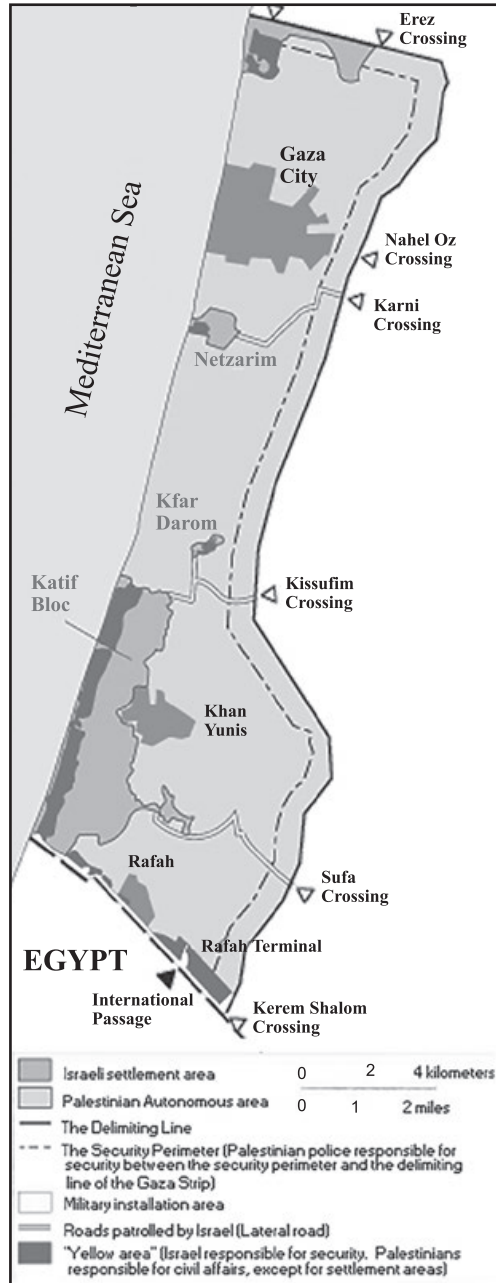 Erez
Crossing
Gaza
City
Mediterranean Sea
Nahel Oz
Crossing
Karni
Crossing
Netzarim
Kfar
Darom
Katif
Bloc
Kissufim
Crossing
Khan
Yunis
Rafah
Sufa
Crossing
EGYPT
Rafah Terminal
International
Passage
Kerem Shalom
Crossing
Israeli settlement area
0 2 4 kilometers
Palestinian Autonomous area
0 1 2 miles
The Delimiting Line
The Security Perimeter (Palestinian police responsible for
security between the security perimeter and the delimiting
line of the Gaza Strip)
Military installation area
Roads patrolled by Israel (Lateral road)
"Yellow area" (Israel responsible for security. Palestinians
responsible for civil affairs, except for settlement areas)